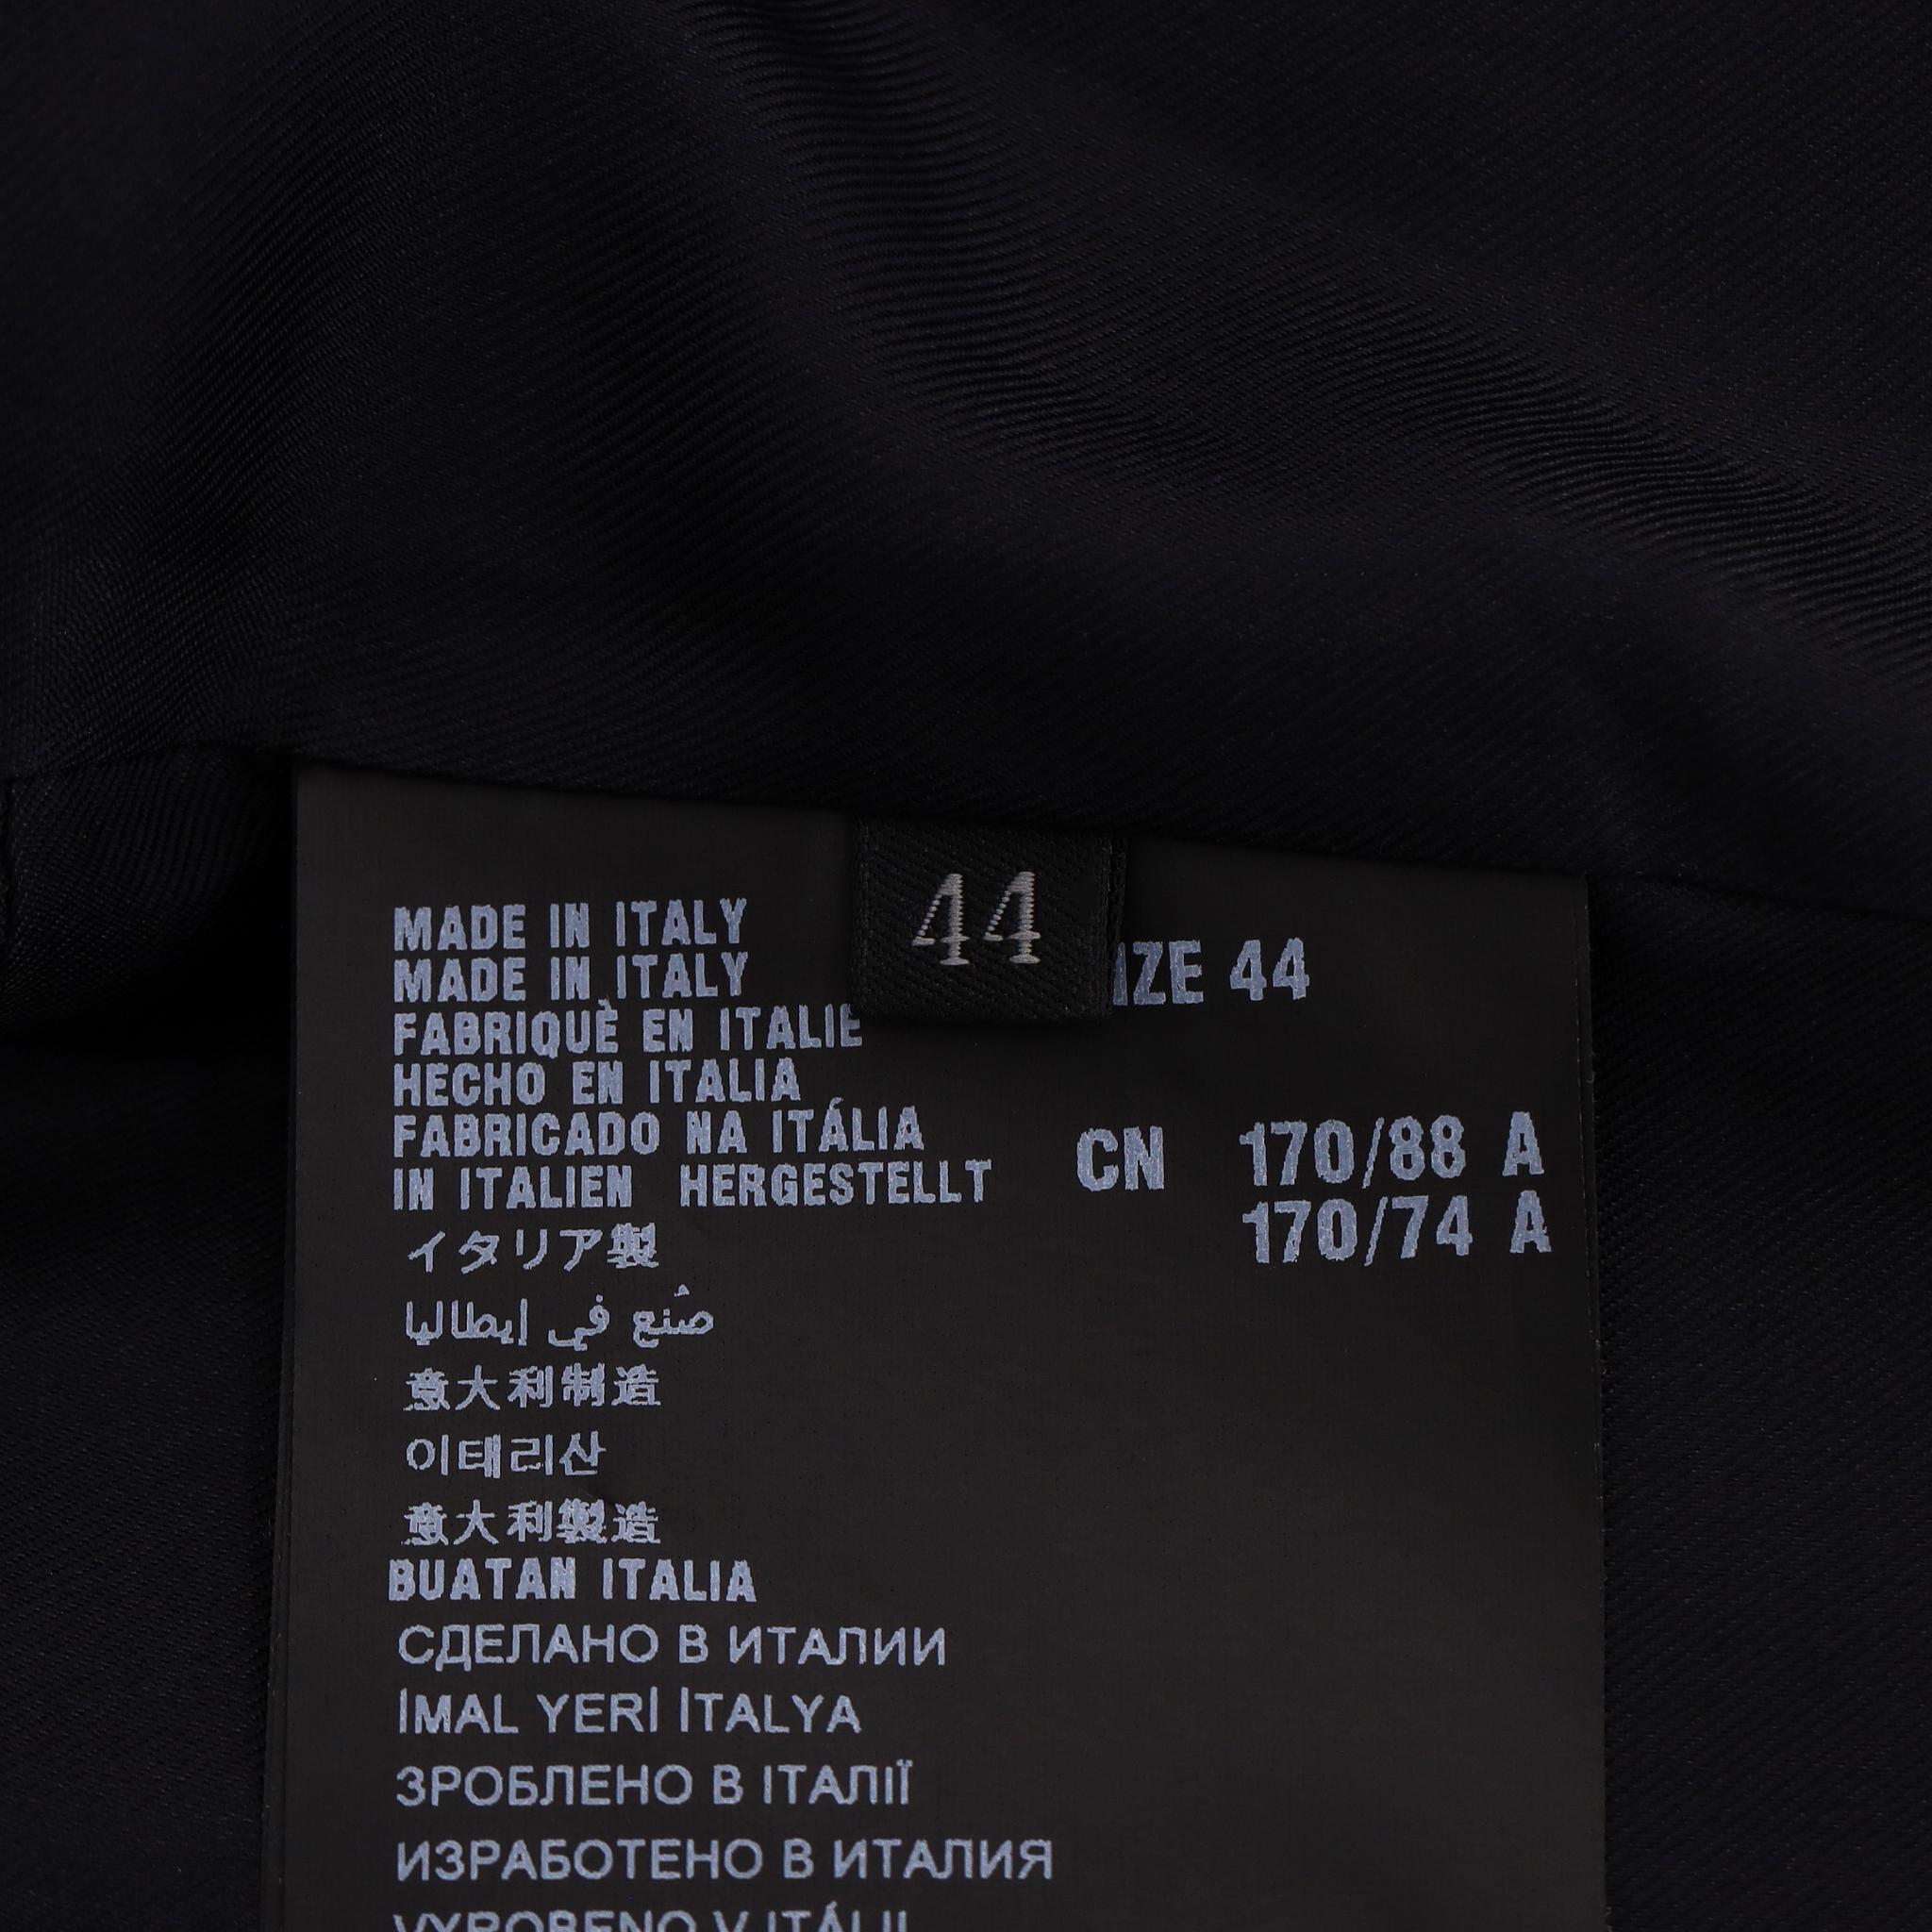 44
MADE IN ITALY
MADE IN ITALY
FABRIQUÈ EN ITALIE
HECHO EN ITALIA
FABRICADO NA ITÁLIA
IN ITALIEN HERGESTELLT
イタリア製
صُنع في إيطاليا
意大利制造
이태리산
意大利製造
BUATAN ITALIA
СДЕЛАНО В ИТАЛИИ
İMAL YERİ İTALYA
ЗРОБЛЕНО В ІТАЛІЇ
ИЗРАБОТЕНО В ИТАЛИЯ
VYROBENO V ITÁLII
IZE 44
CN 170/88 A
170/74 A